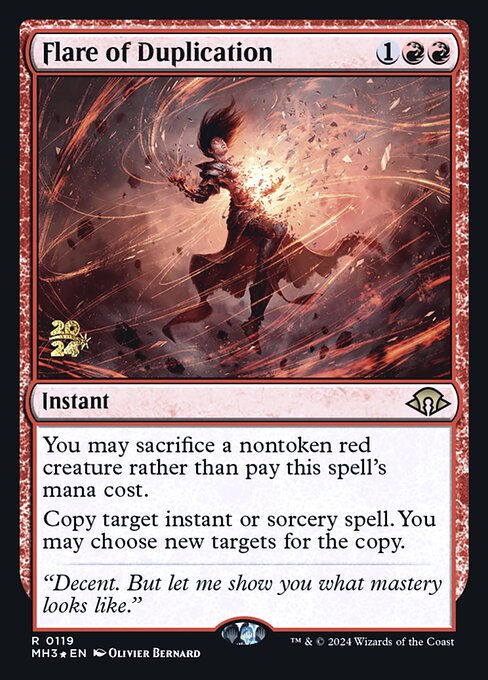 Flare of Duplication 1
20
24
Instant
You may sacrifice a nontoken red
creature rather than pay this spell's
mana cost.
Copy target instant or sorcery spell. You
may choose new targets for the copy.
“Decent. But let me show you what mastery
looks like.”
R 0119
MH3★EN Olivier Bernard
™ & © 2024 Wizards of the Coast